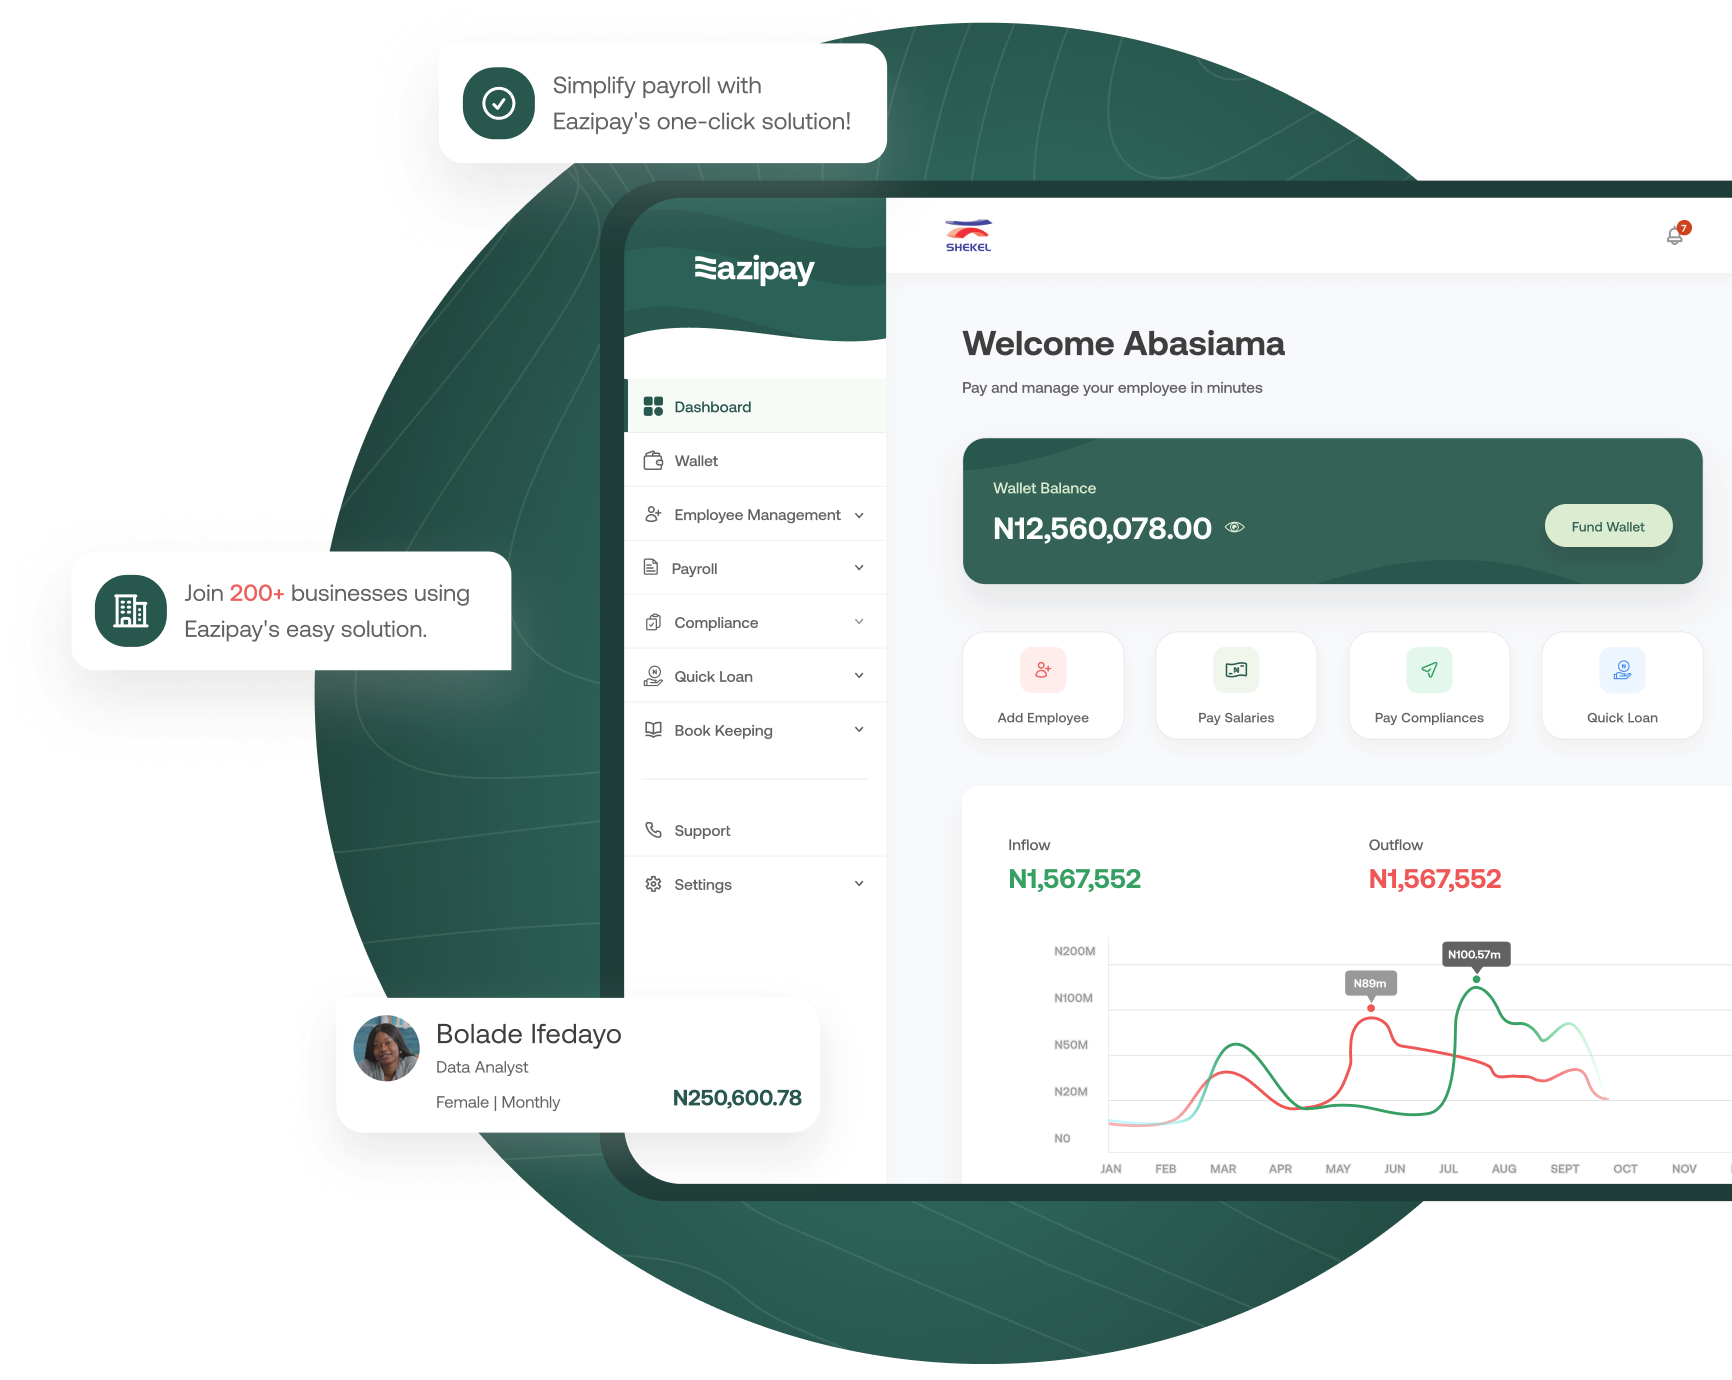 Simplify payroll with
Eazipay's one-click solution!
Eazipay
SHEKEL
7
Welcome Abasiama
Pay and manage your employee in minutes
Dashboard
Wallet
Employee Management
Payroll
Compliance
Quick Loan
Book Keeping
Support
Settings
Wallet Balance
N12,560,078.00
Fund Wallet
Join 200+ businesses using
Eazipay's easy solution.
Add Employee
Pay Salaries
Pay Compliances
Quick Loan
Inflow
N1,567,552
Outflow
N1,567,552
N200M
N100M
N50M
N20M
N0
N89m
N100.57m
JAN FEB MAR APR MAY JUN JUL AUG SEPT OCT NOV
Bolade Ifedayo
Data Analyst
Female | Monthly
N250,600.78